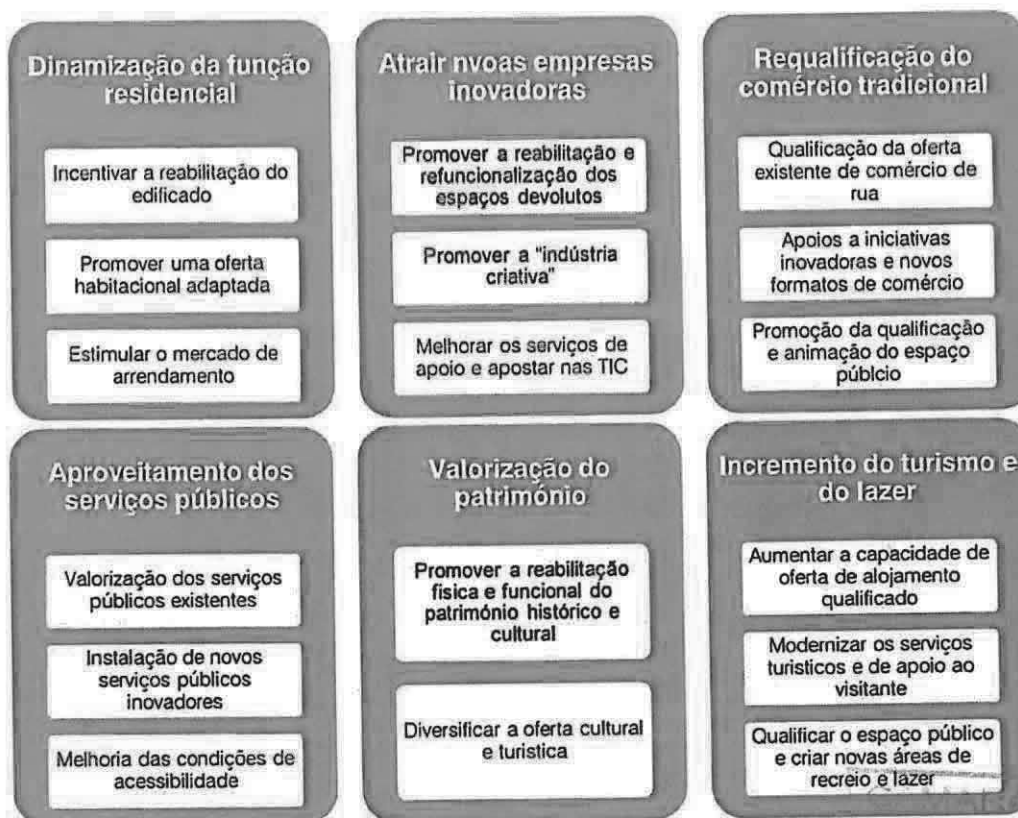 Dinamização da função
residencial
Incentivar a reabilitação do
edificado
Promover uma oferta
habitacional adaptada
Estimular o mercado de
arrendamento
Atrair nvoas empresas
inovadoras
Promover a reabilitação e
refuncionalização dos
espaços devolutos
Promover a "indústria
criativa"
Melhorar os serviços de
apoio e apostar nas TIC
Requalificação do
comércio tradicional
Qualificação da oferta
existente de comércio de
rua
Apoios a iniciativas
inovadoras e novos
formatos de comércio
Promoção da qualificação
e animação do espaço
públcio
Aproveitamento dos
serviços públicos
Valorização dos serviços
públicos existentes
Instalação de novos
serviços públicos
inovadores
Melhoria das condições de
acessibilidade
Valorização do
património
Promover a reabilitação
física e funcional do
património histórico e
cultural
Diversificar a oferta cultural
e turistica
Incremento do turismo e
do lazer
Aumentar a capacidade de
oferta de alojamento
qualificado
Modernizar os serviços
turisticos e de apoio ao
visitante
Qualificar o espaço público
e criar novas áreas de
recreio e lazer